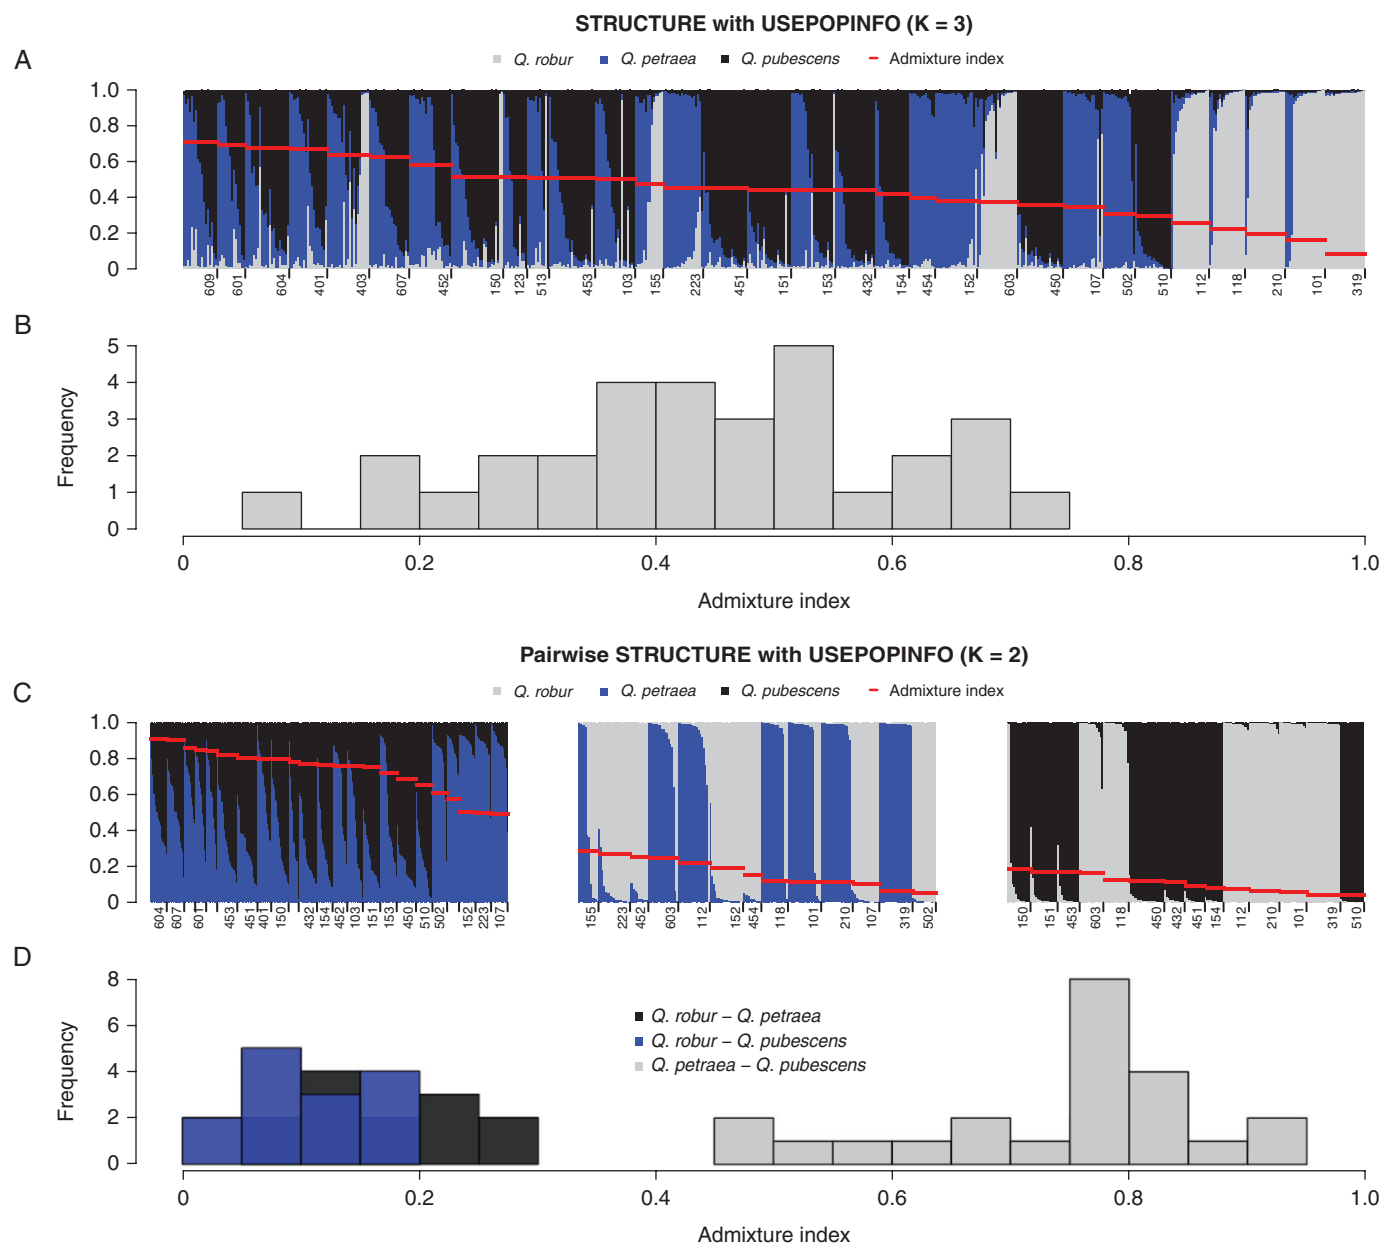 STRUCTURE with USEPOPINFO (K = 3)
A
Q. robur Q. petraea Q. pubescens Admixture index
1.0
0.8
0.6
0.4
0.2
0
609 601 604 401 403 607 452 150 123 513 453 103 155 223 451 151 153 432 154 454 152 603 450 107 502 510 112 118 210 101 319
B
5
4
3
2
1
0
Frequency
0 0.2 0.4 0.6 0.8 1.0
Admixture index
Pairwise STRUCTURE with USEPOPINFO (K = 2)
C
Q. robur Q. petraea Q. pubescens Admixture index
1.0
0.8
0.6
0.4
0.2
0
604 607 601 453 451 401 150 432 154 452 103 151 153 450 510 502 152 223 107
155 223 452 603 112 152 454 118 101 210 107 319 502
150 151 453 603 118 450 432 451 154 112 210 101 319 510
D
8
6
4
2
0
Frequency
Q. robur – Q. petraea
Q. robur – Q. pubescens
Q. petraea – Q. pubescens
0 0.2 0.4 0.6 0.8 1.0
Admixture index